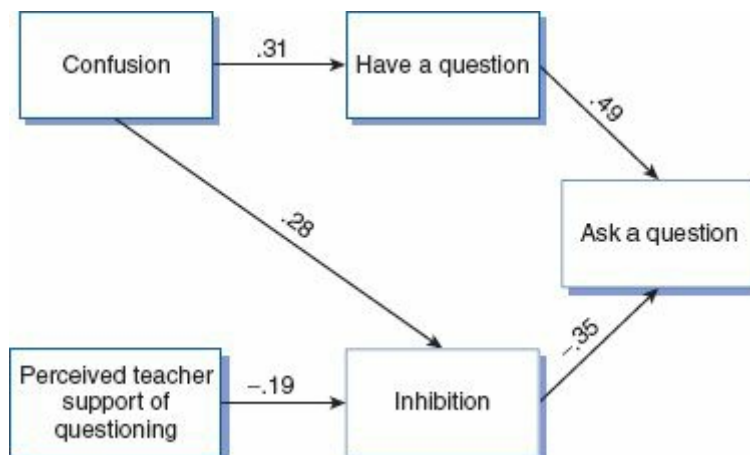 Confusion
.31
Have a question
.49
.28
Ask a question
Perceived teacher
support of
questioning
–.19
Inhibition
–.35